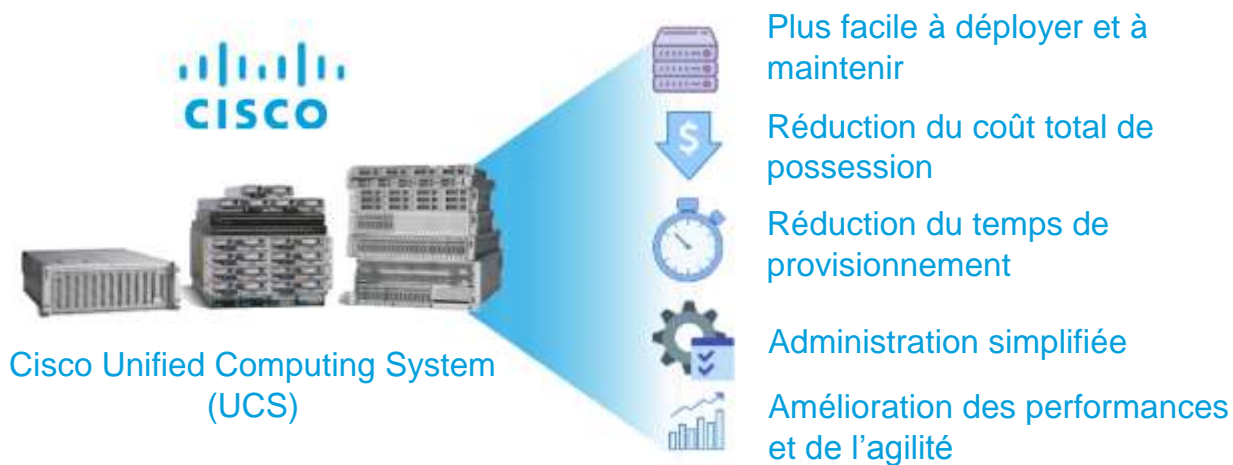 CISCO
Cisco Unified Computing System
(UCS)
Plus facile à déployer et à
maintenir
$
Réduction du coût total de
possession
Réduction du temps de
provisionnement
Administration simplifiée
Amélioration des performances
et de l’agilité